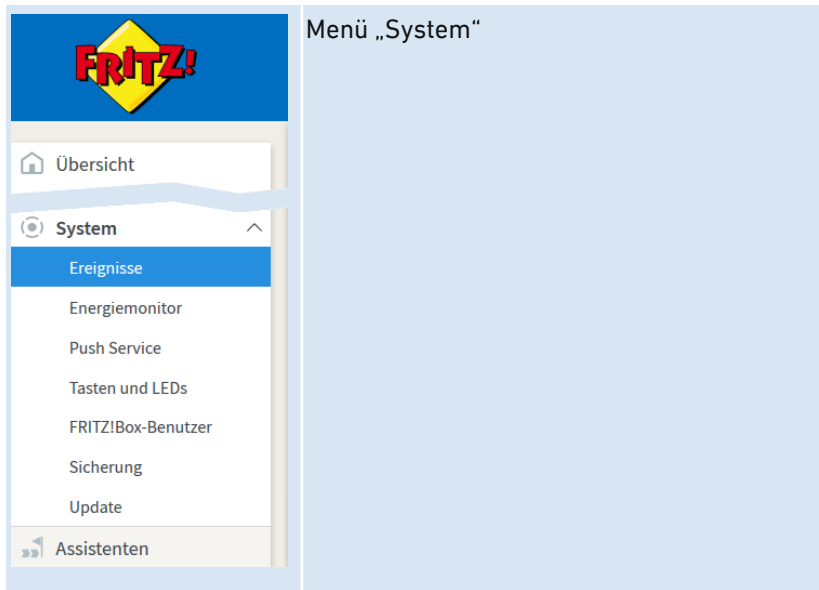 FRITZ!
Menü „System“
Übersicht
System
Ereignisse
Energiemonitor
Push Service
Tasten und LEDs
FRITZ!Box-Benutzer
Sicherung
Update
Assistenten